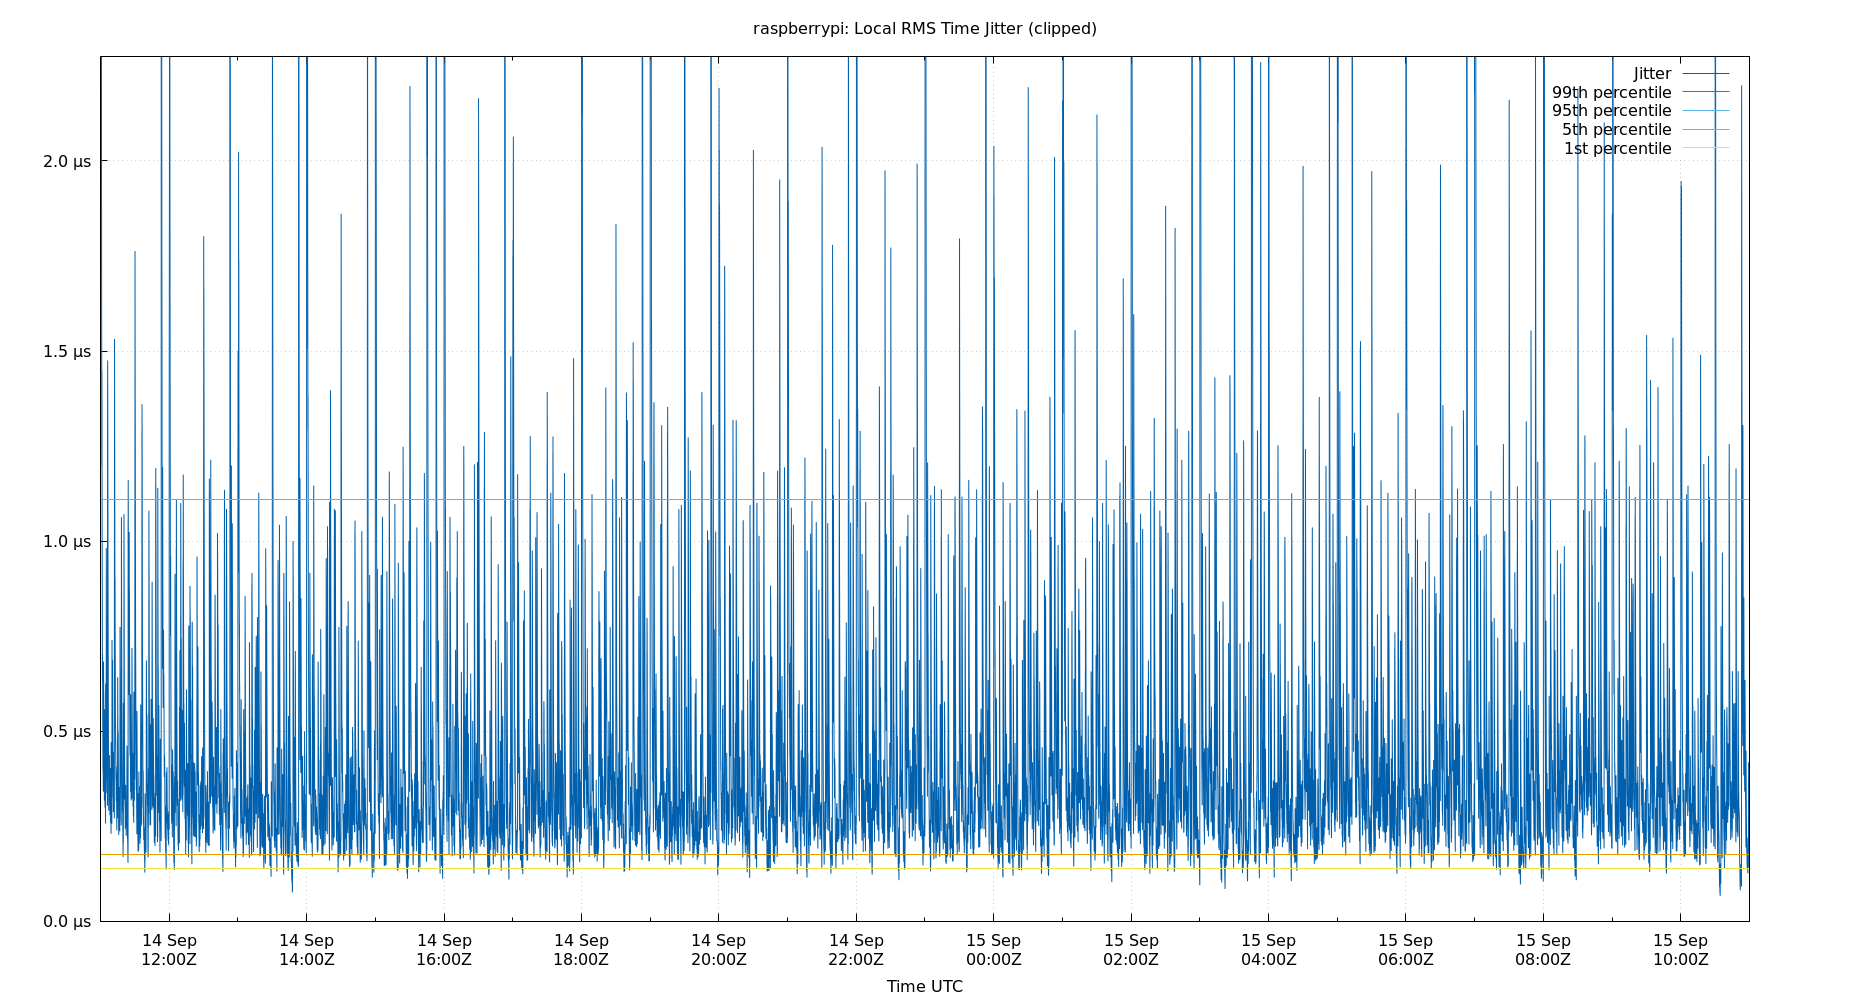 raspberrypi: Local RMS Time Jitter (clipped)
Jitter
99th percentile
95th percentile
5th percentile
1st percentile
2.0 µs
1.5 µs
1.0 µs
0.5 µs
0.0 µs
14 Sep 14 Sep 14 Sep 14 Sep 14 Sep 14 Sep 15 Sep 15 Sep 15 Sep 15 Sep 15 Sep 15 Sep
12:00Z 14:00Z 16:00Z 18:00Z 20:00Z 22:00Z 00:00Z 02:00Z 04:00Z 06:00Z 08:00Z 10:00Z
Time UTC